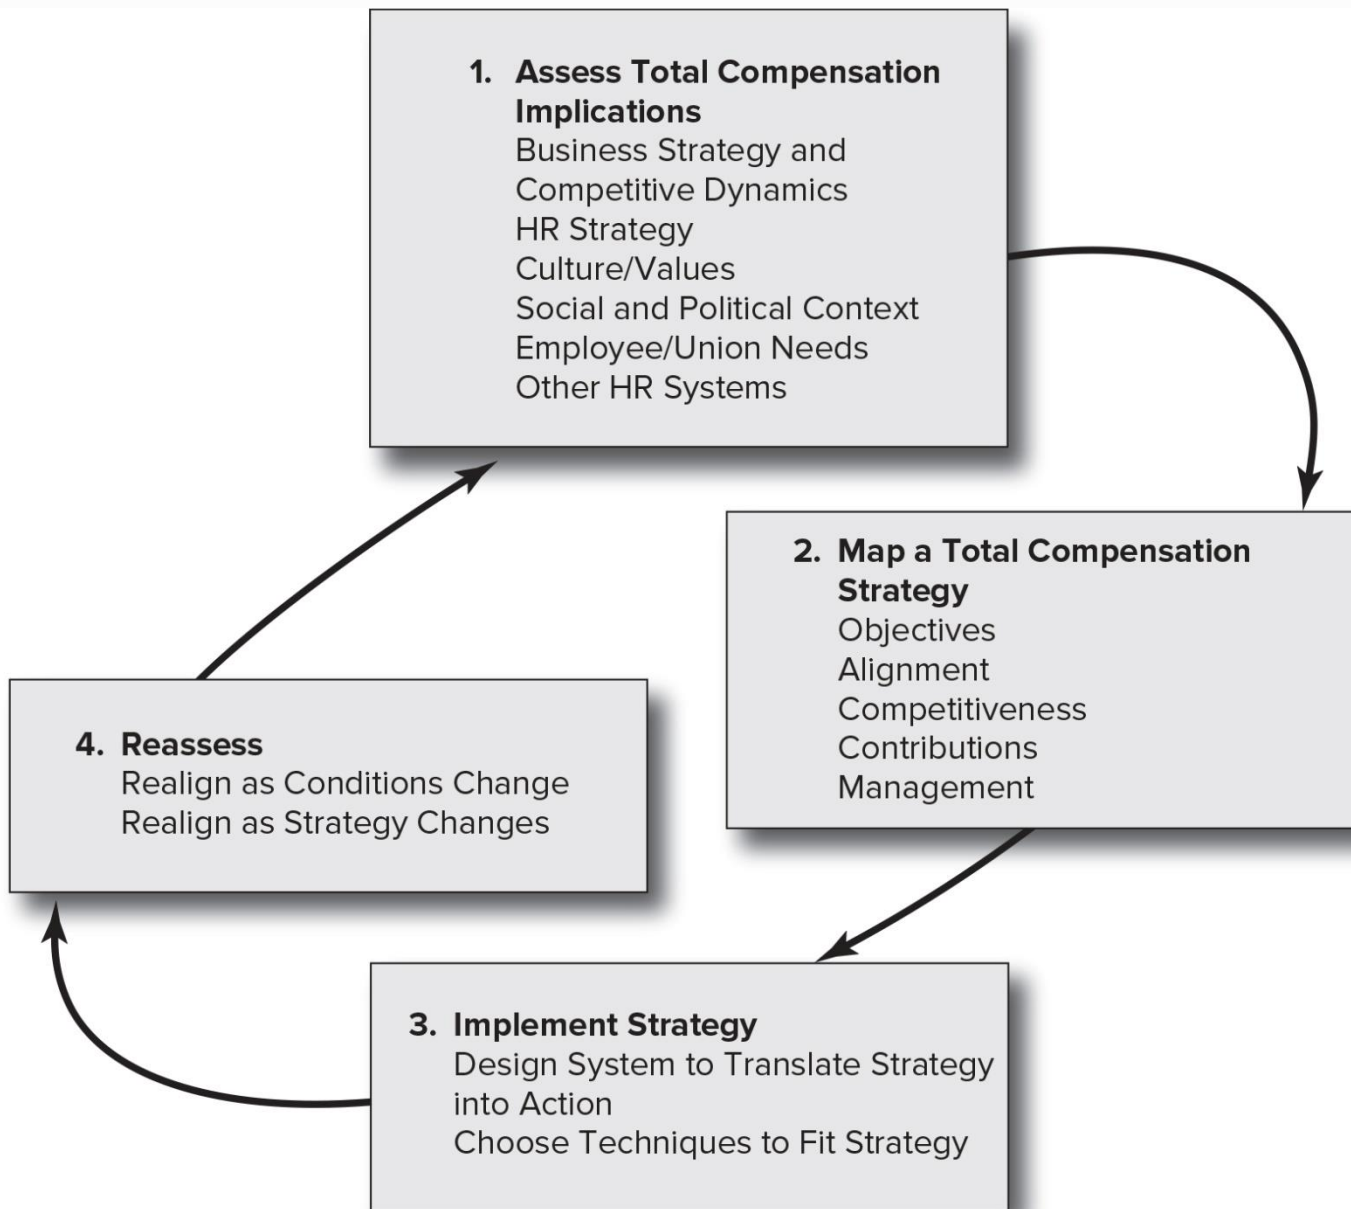 1. Assess Total Compensation
Implications
Business Strategy and
Competitive Dynamics
HR Strategy
Culture/Values
Social and Political Context
Employee/Union Needs
Other HR Systems
2. Map a Total Compensation
Strategy
Objectives
Alignment
Competitiveness
Contributions
Management
3. Implement Strategy
Design System to Translate Strategy
into Action
Choose Techniques to Fit Strategy
4. Reassess
Realign as Conditions Change
Realign as Strategy Changes